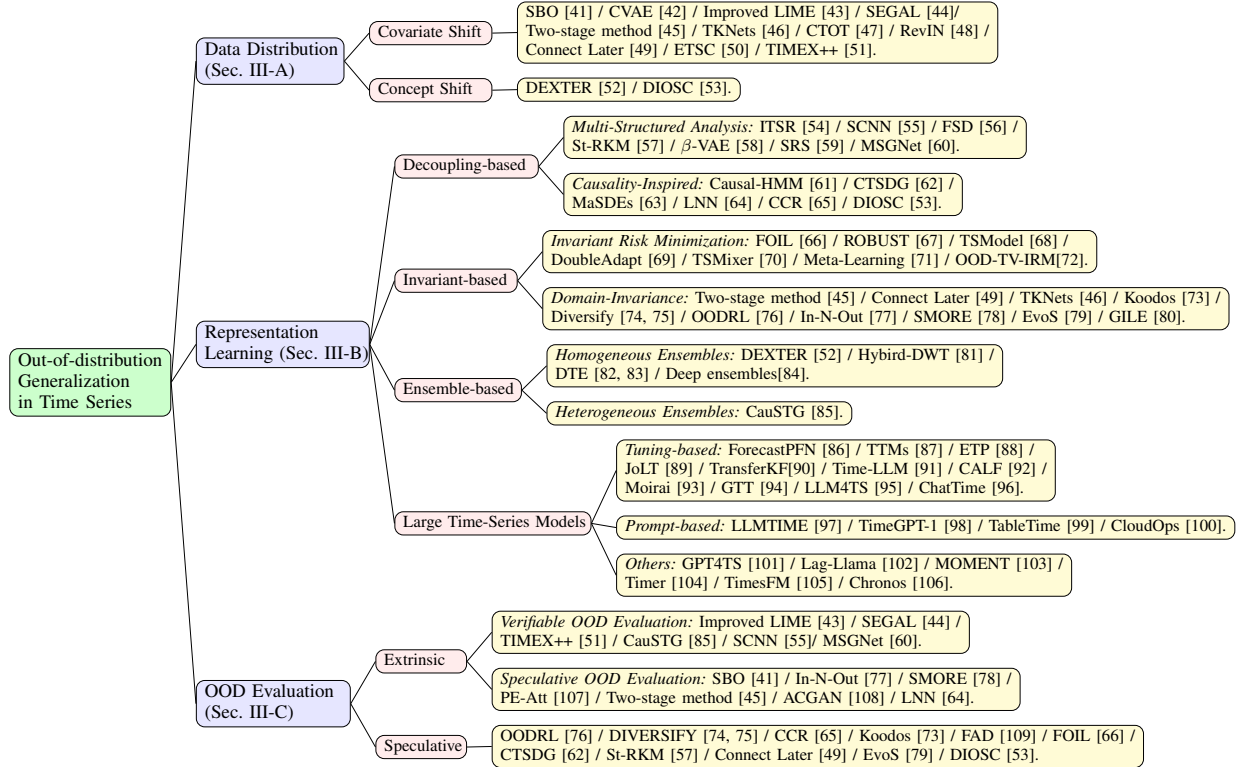 Out-of-distribution
Generalization
in Time Series
Data Distribution
(Sec. III-A)
Covariate Shift
SBO [41] / CVAE [42] / Improved LIME [43] / SEGAL [44]/
Two-stage method [45] / TKNets [46] / CTOT [47] / RevIN [48] /
Connect Later [49] / ETSC [50] / TIMEX++ [51].
Concept Shift
DEXTER [52] / DIOSC [53].
Representation
Learning (Sec. III-B)
Decoupling-based
Multi-Structured Analysis: ITSR [54] / SCNN [55] / FSD [56] /
St-RKM [57] / β-VAE [58] / SRS [59] / MSGNet [60].
Causality-Inspired: Causal-HMM [61] / CTSDG [62] /
MaSDEs [63] / LNN [64] / CCR [65] / DIOSC [53].
Invariant-based
Invariant Risk Minimization: FOIL [66] / ROBUST [67] / TSModel [68] /
DoubleAdapt [69] / TSMixer [70] / Meta-Learning [71] / OOD-TV-IRM[72].
Domain-Invariance: Two-stage method [45] / Connect Later [49] / TKNets [46] / Koodos [73] /
Diversify [74, 75] / OODRL [76] / In-N-Out [77] / SMORE [78] / EvoS [79] / GILE [80].
Ensemble-based
Homogeneous Ensembles: DEXTER [52] / Hybird-DWT [81] /
DTE [82, 83] / Deep ensembles[84].
Heterogeneous Ensembles: CauSTG [85].
Large Time-Series Models
Tuning-based: ForecastPFN [86] / TTMs [87] / ETP [88] /
JoLT [89] / TransferKF[90] / Time-LLM [91] / CALF [92] /
Moirai [93] / GTT [94] / LLM4TS [95] / ChatTime [96].
Prompt-based: LLMTIME [97] / TimeGPT-1 [98] / TableTime [99] / CloudOps [100].
Others: GPT4TS [101] / Lag-Llama [102] / MOMENT [103] /
Timer [104] / TimesFM [105] / Chronos [106].
OOD Evaluation
(Sec. III-C)
Extrinsic
Verifiable OOD Evaluation: Improved LIME [43] / SEGAL [44] /
TIMEX++ [51] / CauSTG [85] / SCNN [55]/ MSGNet [60].
Speculative OOD Evaluation: SBO [41] / In-N-Out [77] / SMORE [78] /
PE-Att [107] / Two-stage method [45] / ACGAN [108] / LNN [64].
Speculative
OODRL [76] / DIVERSIFY [74, 75] / CCR [65] / Koodos [73] / FAD [109] / FOIL [66] /
CTSDG [62] / St-RKM [57] / Connect Later [49] / EvoS [79] / DIOSC [53].